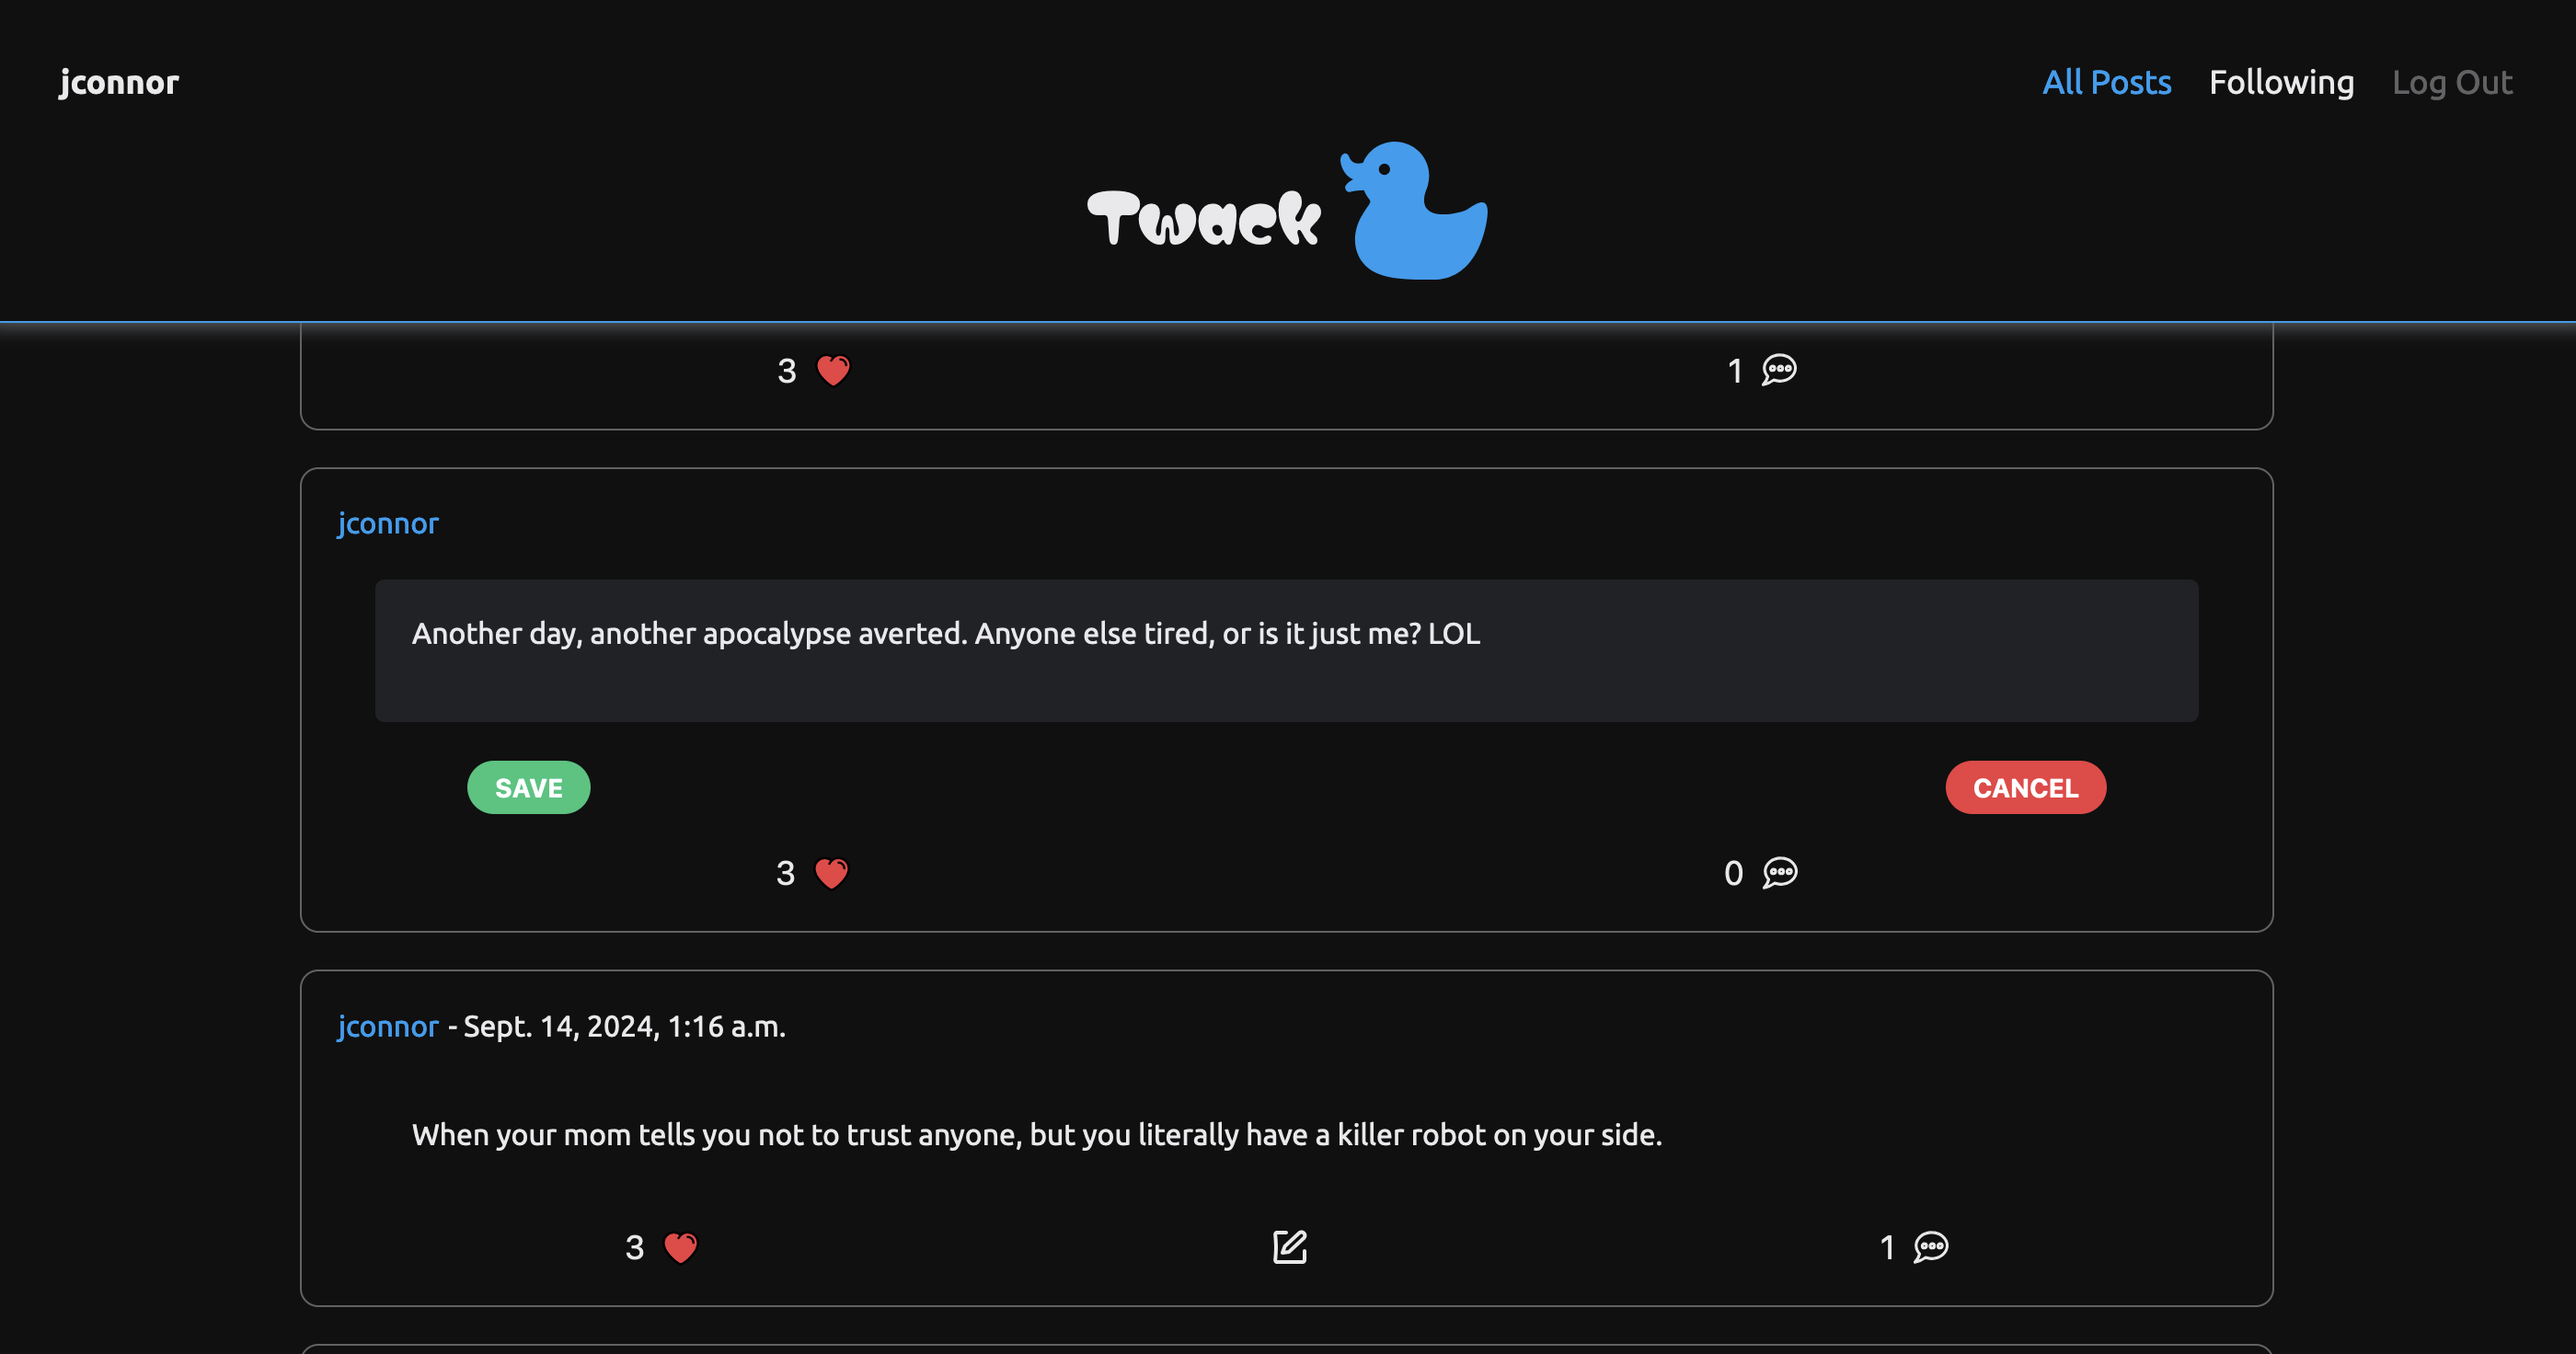 jconnor
All Posts Following Log Out
Twack
3 1
jconnor
Another day, another apocalypse averted. Anyone else tired, or is it just me? LOL
SAVE CANCEL
3 0
jconnor - Sept. 14, 2024, 1:16 a.m.
When your mom tells you not to trust anyone, but you literally have a killer robot on your side.
3 1